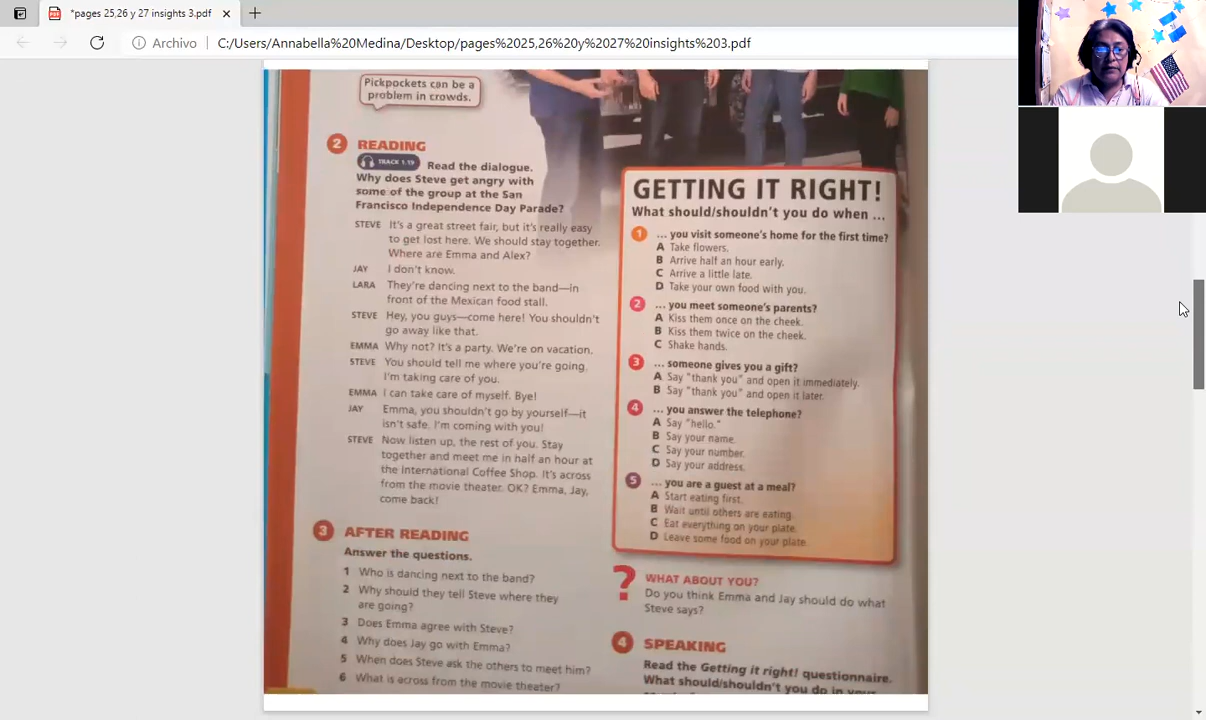 *pages 25,26 y 27 insights 3.pdf
Archivo
C:/Users/Annabella%20Medina/Desktop/pages%2025,26%20y%2027%20insights%203.pdf
Pickpockets can be a
problem in crowds.
2 READING
TRACK 1.19 Read the dialogue.
Why does Steve get angry with
some of the group at the San
Francisco Independence Day Parade?
STEVE It's a great street fair, but it's really easy
to get lost here. We should stay together.
Where are Emma and Alex?
JAY I don't know.
LARA They're dancing next to the band—in
front of the Mexican food stall.
STEVE Hey, you guys—come here! You shouldn't
go away like that.
EMMA Why not? It's a party. We're on vacation.
STEVE You should tell me where you're going.
I'm taking care of you.
EMMA I can take care of myself. Bye!
JAY Emma, you shouldn't go by yourself—it
isn't safe. I'm coming with you!
STEVE Now listen up, the rest of you. Stay
together and meet me in half an hour at
the International Coffee Shop. It's across
from the movie theater. OK? Emma, Jay,
come back!
3 AFTER READING
Answer the questions.
1 Who is dancing next to the band?
2 Why should they tell Steve where they
are going?
3 Does Emma agree with Steve?
4 Why does Jay go with Emma?
5 When does Steve ask the others to meet him?
6 What is across from the movie theater?
GETTING IT RIGHT!
What should/shouldn't you do when ...
1 ... you visit someone's home for the first time?
A Take flowers.
B Arrive half an hour early.
C Arrive a little late.
D Take your own food with you.
2 ... you meet someone's parents?
A Kiss them once on the cheek.
B Kiss them twice on the cheek.
C Shake hands.
3 ... someone gives you a gift?
A Say "thank you" and open it immediately.
B Say "thank you" and open it later.
4 ... you answer the telephone?
A Say "hello."
B Say your name.
C Say your number.
D Say your address.
5 ... you are a guest at a meal?
A Start eating first.
B Wait until others are eating.
C Eat everything on your plate.
D Leave some food on your plate.
? WHAT ABOUT YOU?
Do you think Emma and Jay should do what
Steve says?
4 SPEAKING
Read the Getting it right! questionnaire.
What should/shouldn't you do in your